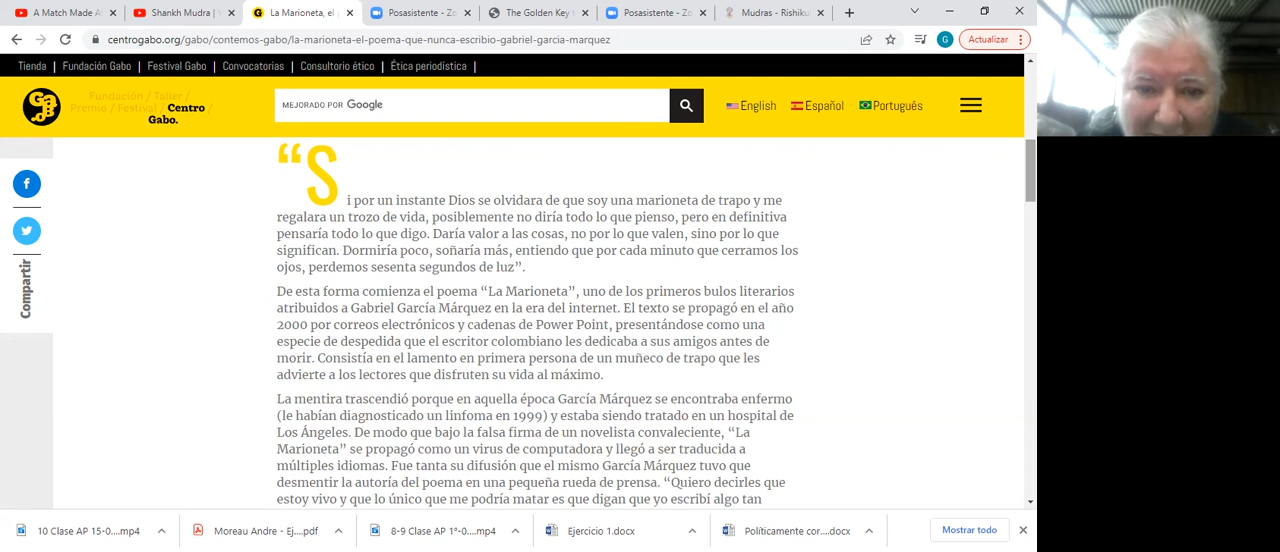 A Match Made A
Shankh Mudra | 
La Marioneta, el p
Posasistente - Zo
The Golden Key t
Posasistente - Zo
Mudras - Rishikul
centrogabo.org/gabo/contemos-gabo/la-marioneta-el-poema-que-nunca-escribio-gabriel-garcia-marquez
G
Actualizar
Tienda | Fundación Gabo | Festival Gabo | Convocatorias | Consultorio ético | Ética periodística |
Fundación / Taller /
Premio / Festival / Centro /
Gabo.
MEJORADO POR Google
English Español Português
“S
i por un instante Dios se olvidara de que soy una marioneta de trapo y me
regalara un trozo de vida, posiblemente no diría todo lo que pienso, pero en definitiva
pensaría todo lo que digo. Daría valor a las cosas, no por lo que valen, sino por lo que
significan. Dormiría poco, soñaría más, entiendo que por cada minuto que cerramos los
ojos, perdemos sesenta segundos de luz”.
De esta forma comienza el poema “La Marioneta”, uno de los primeros bulos literarios
atribuidos a Gabriel García Márquez en la era del internet. El texto se propagó en el año
2000 por correos electrónicos y cadenas de Power Point, presentándose como una
especie de despedida que el escritor colombiano les dedicaba a sus amigos antes de
morir. Consistía en el lamento en primera persona de un muñeco de trapo que les
advierte a los lectores que disfruten su vida al máximo.
La mentira trascendió porque en aquella época García Márquez se encontraba enfermo
(le habían diagnosticado un linfoma en 1999) y estaba siendo tratado en un hospital de
Los Ángeles. De modo que bajo la falsa firma de un novelista convaleciente, “La
Marioneta” se propagó como un virus de computadora y llegó a ser traducida a
múltiples idiomas. Fue tanta su difusión que el mismo García Márquez tuvo que
desmentir la autoría del poema en una pequeña rueda de prensa. “Quiero decirles que
estoy vivo y que lo único que me podría matar es que digan que yo escribí algo tan
Compartir
10 Clase AP 15-0....mp4
Moreau Andre - Ej....pdf
8-9 Clase AP 1°-0....mp4
Ejercicio 1.docx
Políticamente cor....docx
Mostrar todo